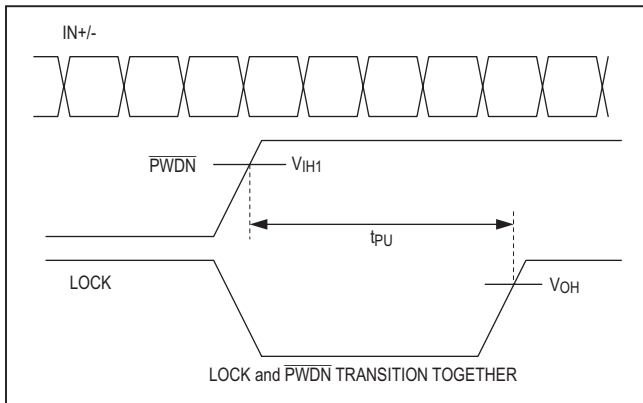 IN+/-
PWDN
VIH1
tPU
LOCK
VOH
LOCK and PWDN TRANSITION TOGETHER